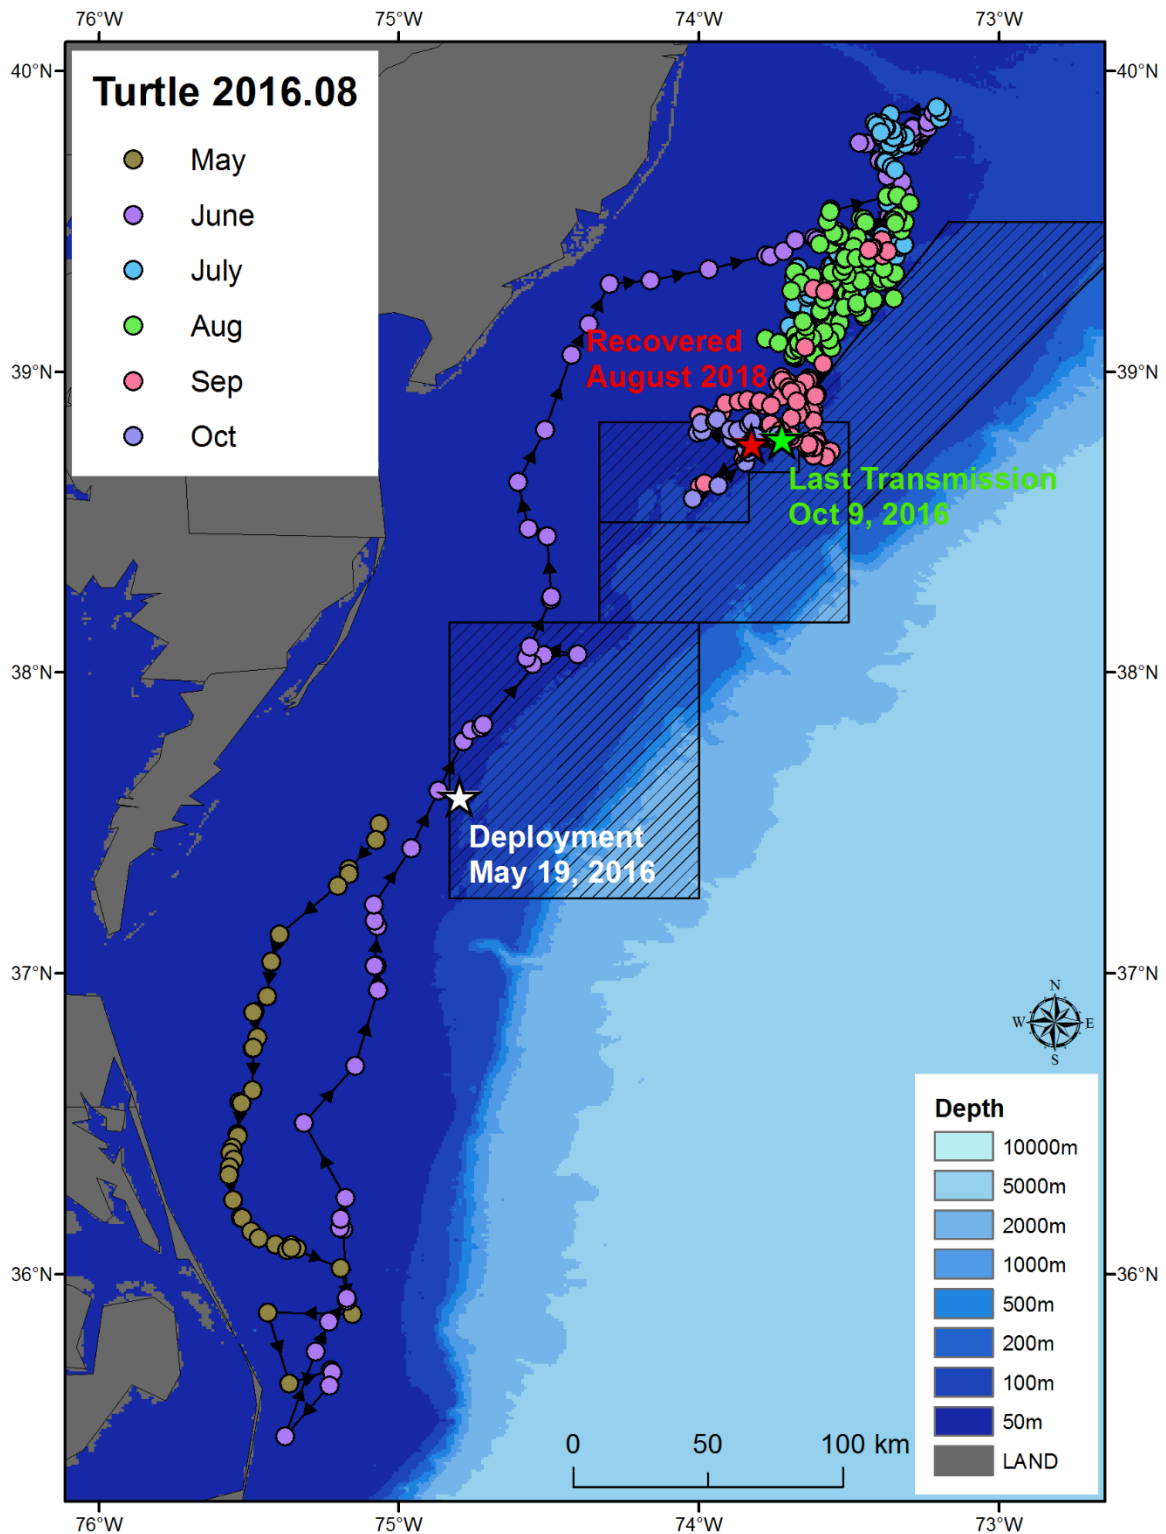 76°W 75°W 74°W 73°W
40°N 40°N
Turtle 2016.08
May
June
July
Aug
Sep
Oct
Recovered
August 2018
39°N 39°N
Last Transmission
Oct 9, 2016
38°N 38°N
Deployment
May 19, 2016
37°N 37°N
N
W E
S
Depth
10000m
5000m
2000m
1000m
500m
200m
100m
50m
LAND
36°N 36°N
0 50 100 km
76°W 75°W 74°W 73°W